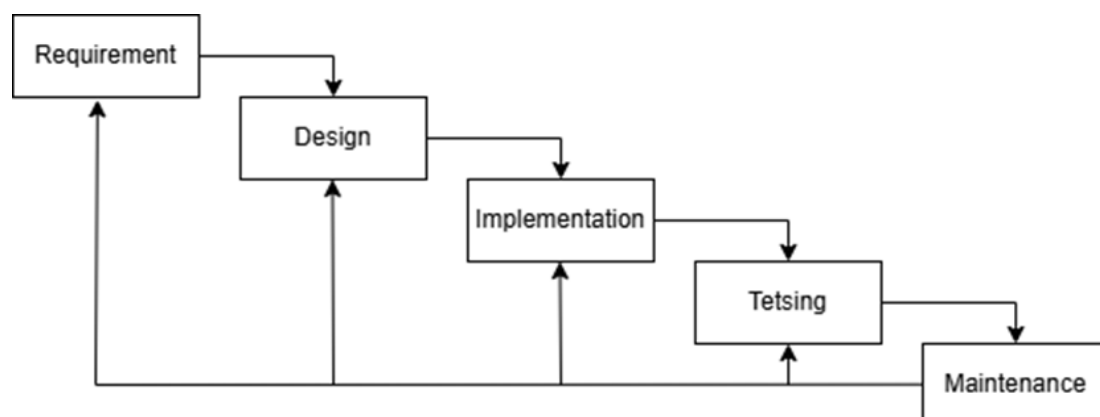 Requirement
Design
Implementation
Tetsing
Maintenance